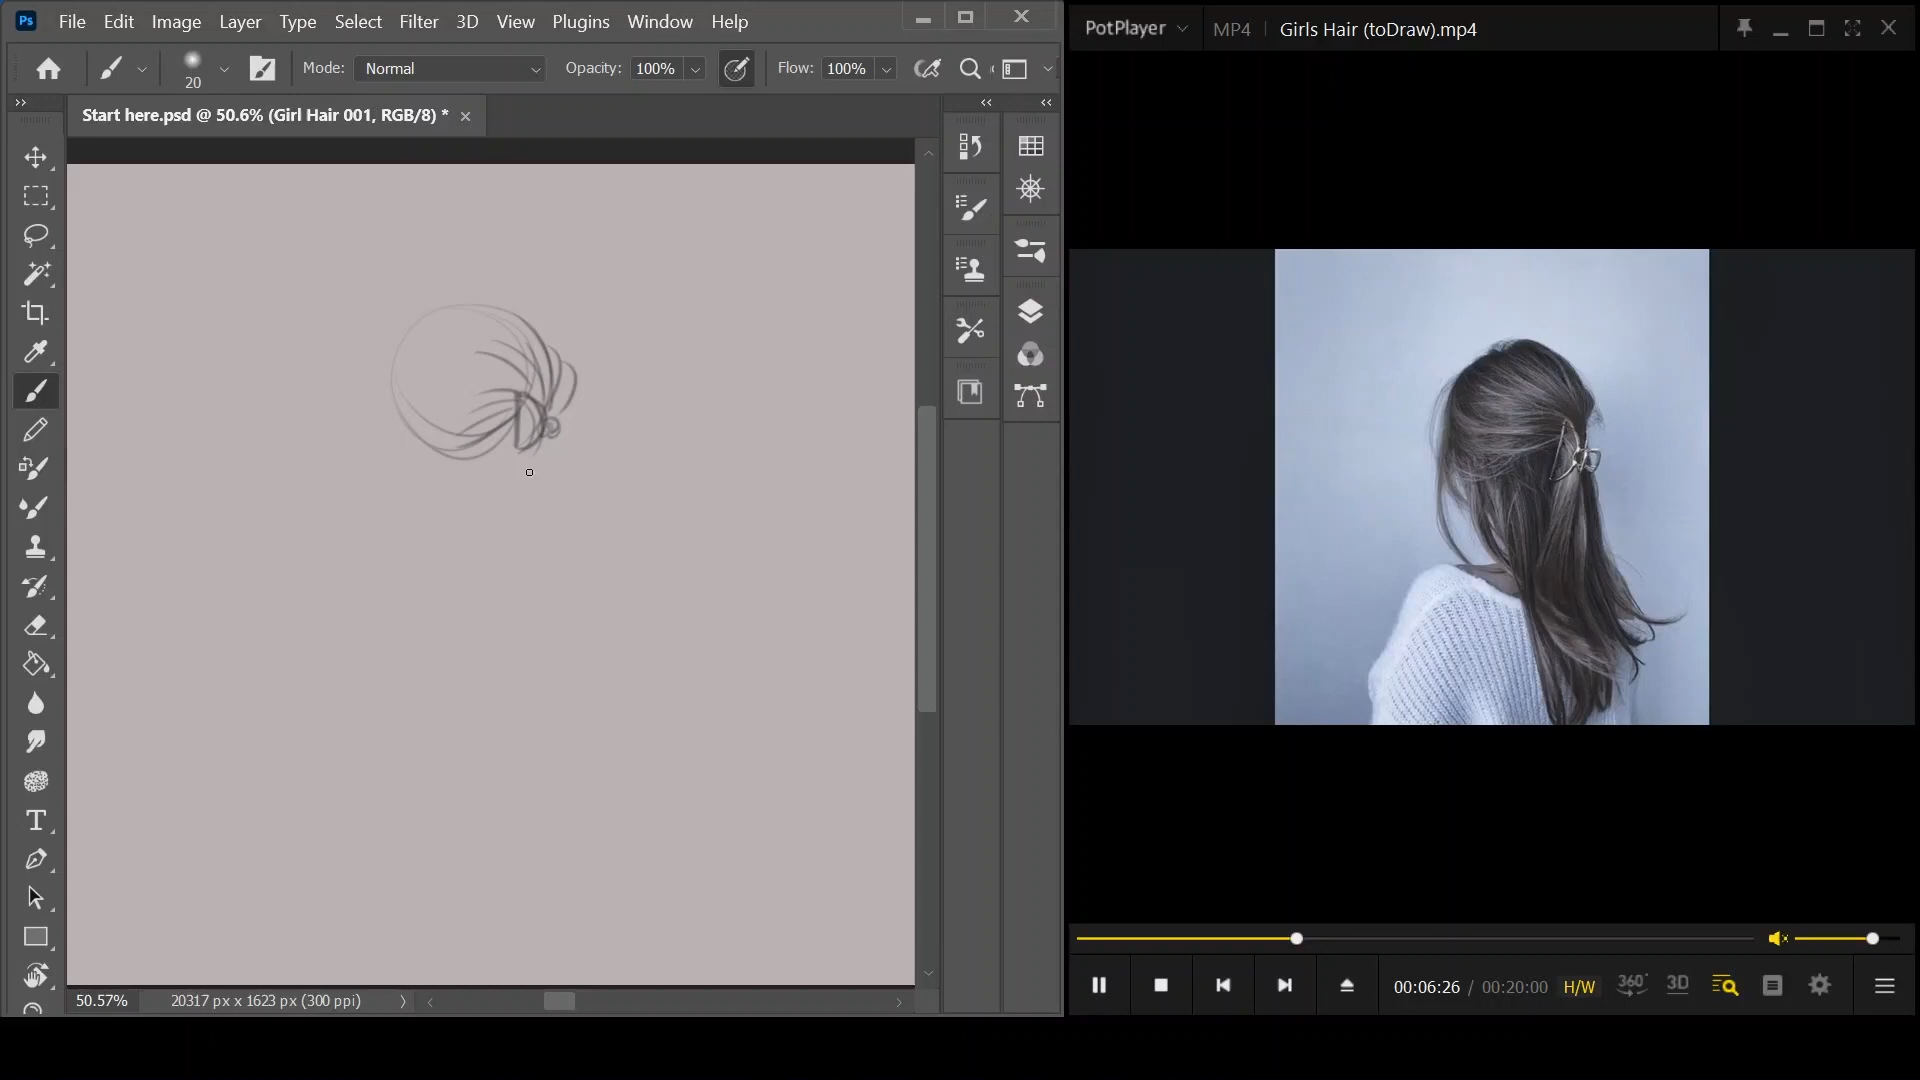 Ps File Edit Image Layer Type Select Filter 3D View Plugins Window Help
PotPlayer MP4 Girls Hair (toDraw).mp4
20 Mode: Normal Opacity: 100% Flow: 100%
Start here.psd @ 50.6% (Girl Hair 001, RGB/8) *
T
50.57% 20317 px x 1623 px (300 ppi)
00:06:26 / 00:20:00 H/W 360° 3D